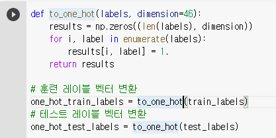 def to_one_hot(labels, dimension=46):
    results = np.zeros((len(labels), dimension))
    for i, label in enumerate(labels):
        results[i, label] = 1.
    return results

# 훈련 레이블 벡터 변환
one_hot_train_labels = to_one_hot(train_labels)
# 테스트 레이블 벡터 변환
one_hot_test_labels = to_one_hot(test_labels)